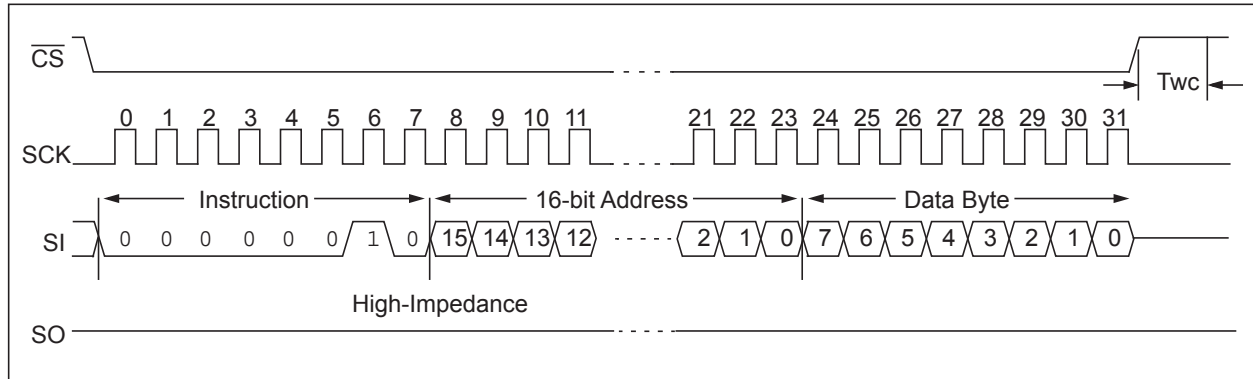 CS
Twc
0 1 2 3 4 5 6 7 8 9 10 11 21 22 23 24 25 26 27 28 29 30 31
SCK
Instruction 16-bit Address Data Byte
SI 0 0 0 0 0 0 1 0 15 14 13 12 2 1 0 7 6 5 4 3 2 1 0
High-Impedance
SO